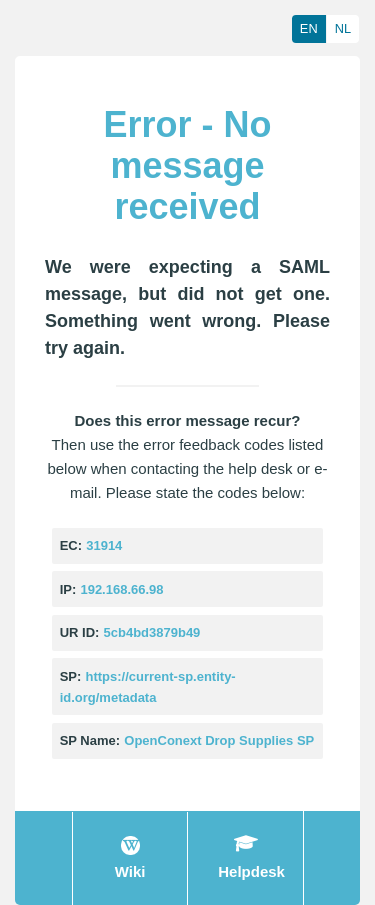 EN NL
Error - No
message
received
We were expecting a SAML
message, but did not get one.
Something went wrong. Please
try again.
Does this error message recur?
Then use the error feedback codes listed
below when contacting the help desk or e-
mail. Please state the codes below:
EC: 31914
IP: 192.168.66.98
UR ID: 5cb4bd3879b49
SP: https://current-sp.entity-
id.org/metadata
SP Name: OpenConext Drop Supplies SP
Wiki Helpdesk